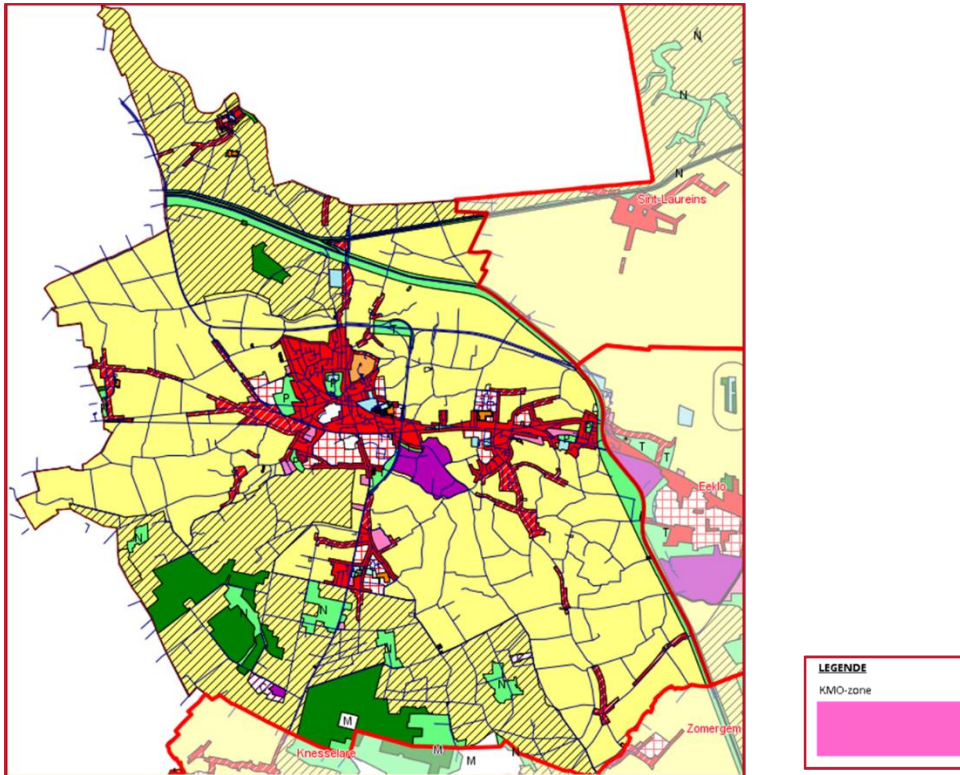 N
N
N
Sint-Laureins
T
P
P
T
T
Eeklo
T
N
N
N
N
N
M
Zomergem
Knesselare
M
M
N
LEGENDE
KMO-zone